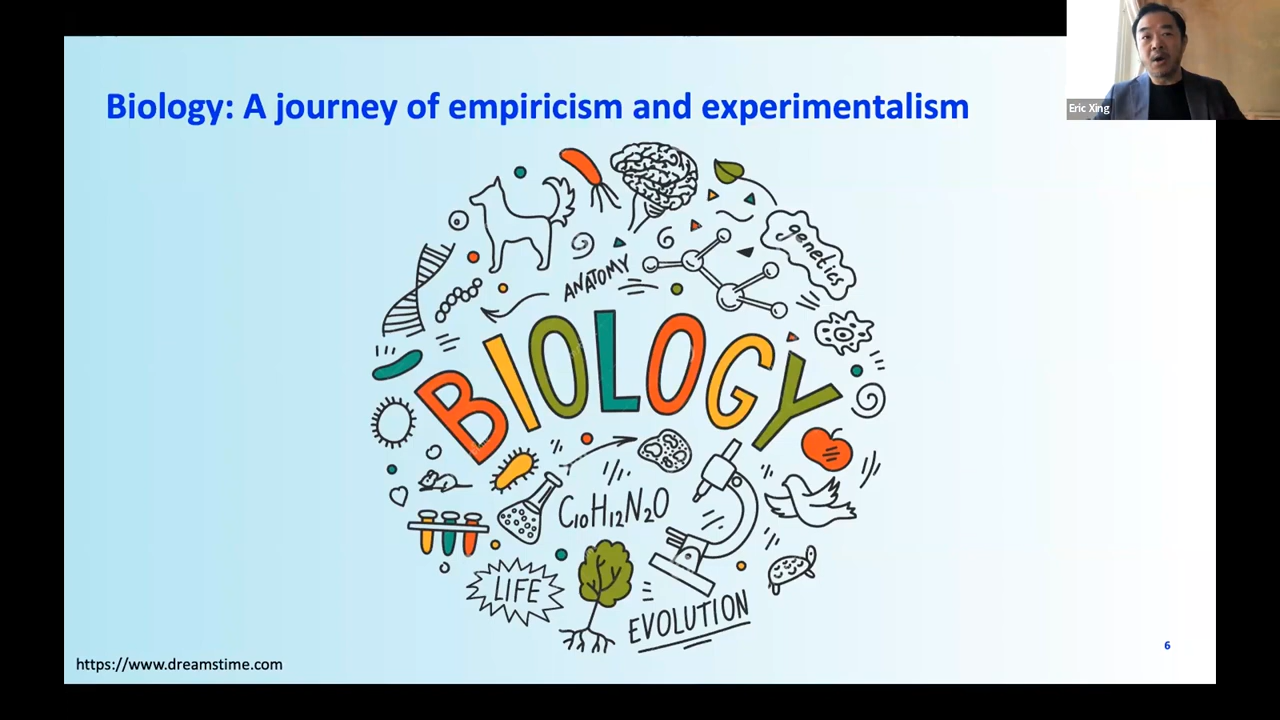 Eric Xing
Biology: A journey of empiricism and experimentalism
genetics
ANATOMY
BIOLOGY
C₁₀H₁₂N₂O
LIFE
EVOLUTION
6
https://www.dreamstime.com